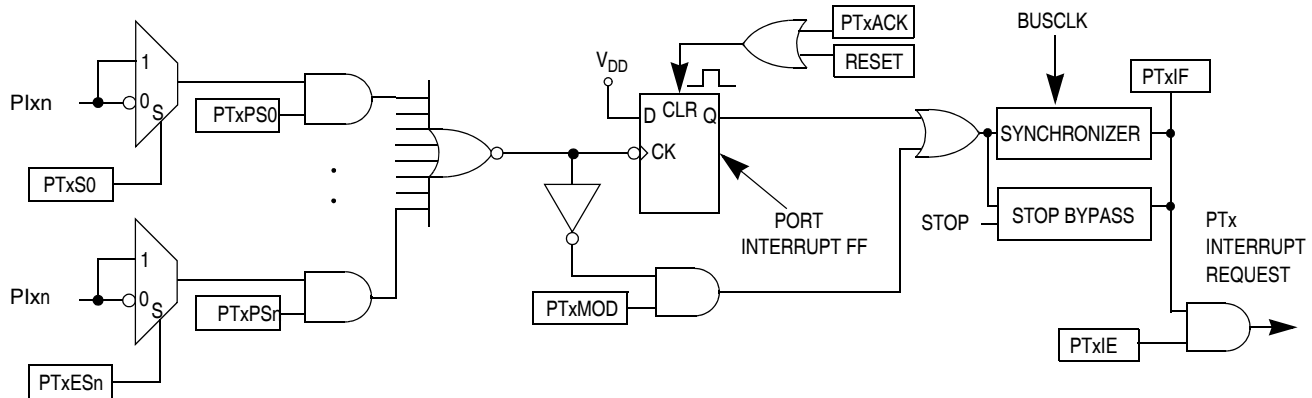 PTxACK
RESET
BUSCLK
VDD
PTxIF
1
0
S
PIxn
PTxPS0
D
CLR
Q
CK
SYNCHRONIZER
PTxS0
STOP BYPASS
STOP
PORT
INTERRUPT FF
PTx
INTERRUPT
REQUEST
1
0
S
PIxn
PTxPSn
PTxMOD
PTxIE
PTxESn